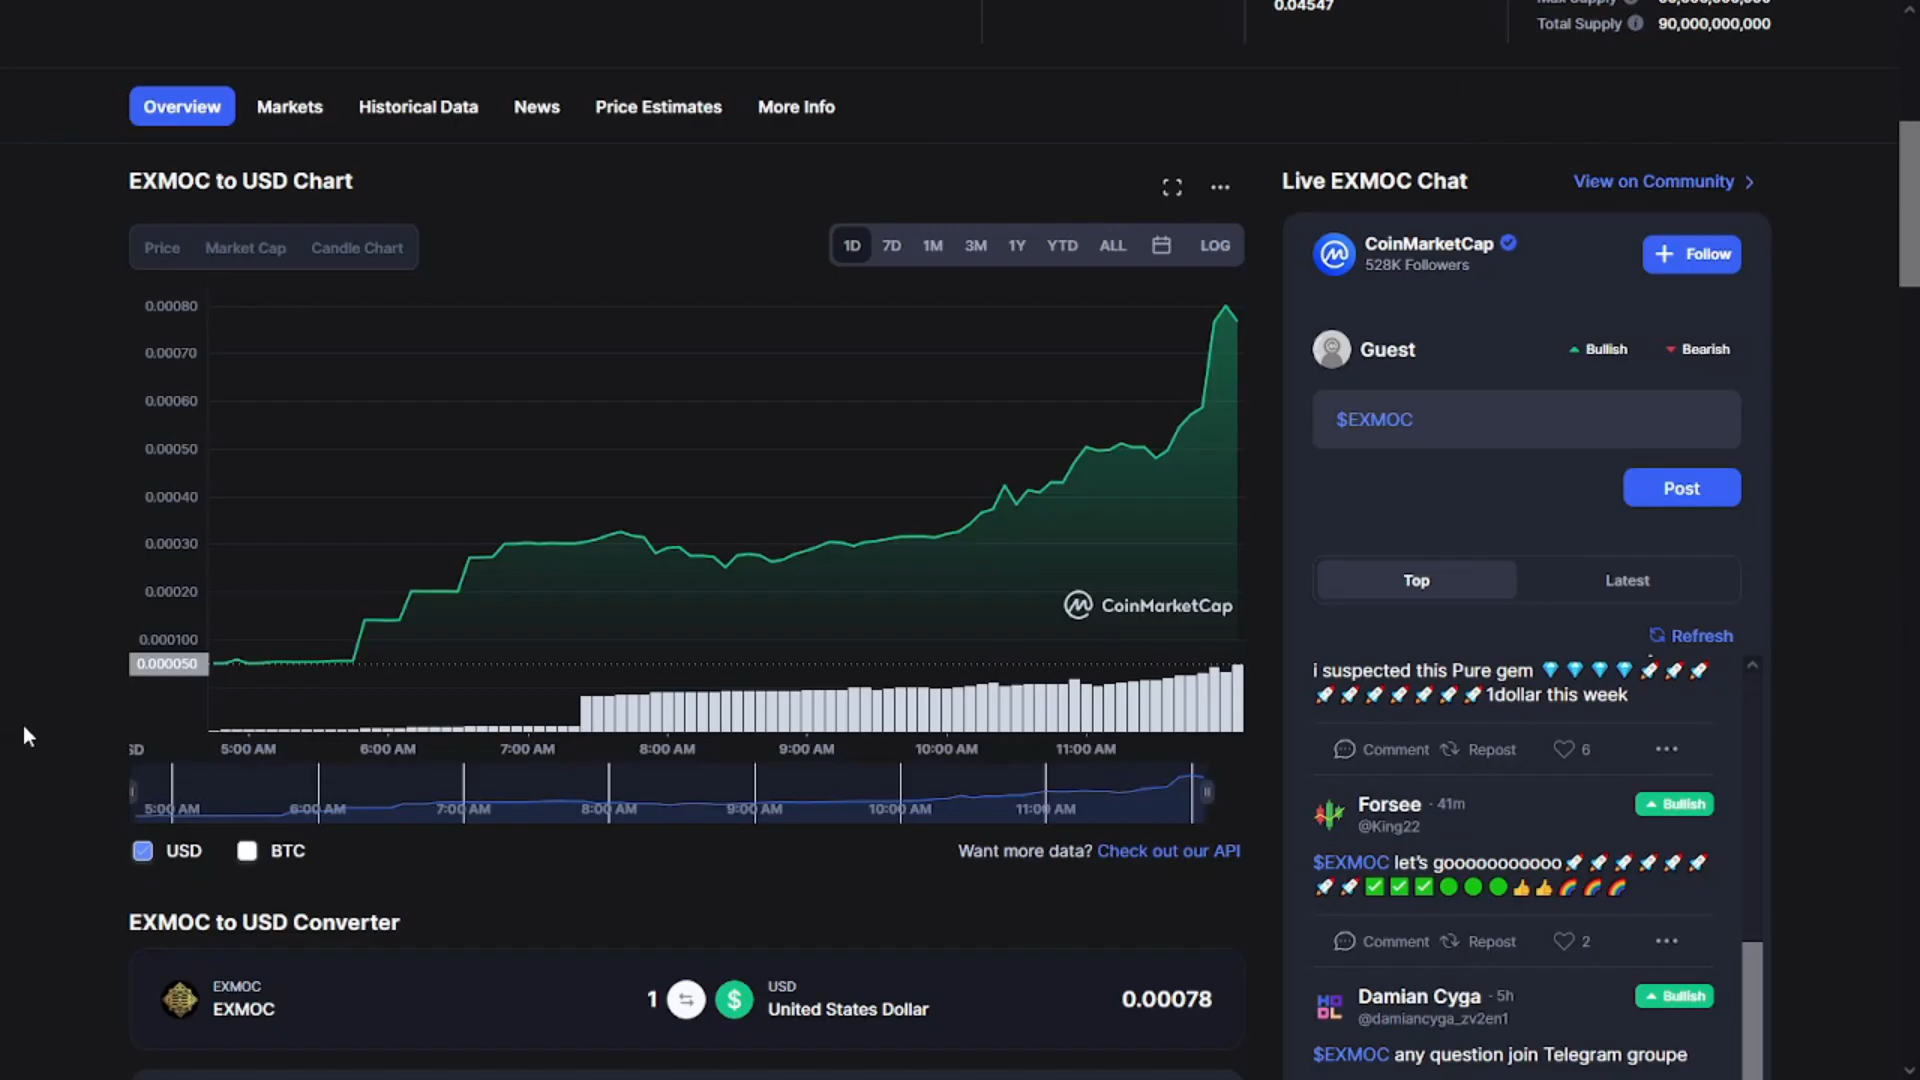 0.04547
Total Supply 90,000,000,000
Overview Markets Historical Data News Price Estimates More Info
EXMOC to USD Chart
Price Market Cap Candle Chart
1D 7D 1M 3M 1Y YTD ALL LOG
0.00080
0.00070
0.00060
0.00050
0.00040
0.00030
0.00020
0.000100
0.000050
CoinMarketCap
5:00 AM 6:00 AM 7:00 AM 8:00 AM 9:00 AM 10:00 AM 11:00 AM
5:00 AM 6:00 AM 7:00 AM 8:00 AM 9:00 AM 10:00 AM 11:00 AM
USD BTC
Want more data? Check out our API
EXMOC to USD Converter
EXMOC
EXMOC
1
USD
United States Dollar
0.00078
Live EXMOC Chat
View on Community
CoinMarketCap
528K Followers
Follow
Guest
Bullish Bearish
$EXMOC
Post
Top Latest
Refresh
i suspected this Pure gem 💎 💎 💎 💎 🚀 🚀 🚀
🚀 🚀 🚀 🚀 🚀 🚀 🚀 1dollar this week
Comment Repost 6
Forsee · 41m
Bullish
@King22
$EXMOC let's gooooooooooo 🚀 🚀 🚀 🚀 🚀 🚀
🚀 🚀 ✅ ✅ ✅ 🟢 🟢 🟢 👍 👍 🌈 🌈 🌈
Comment Repost 2
Damian Cyga · 5h
Bullish
@damiancyga_zv2en1
$EXMOC any question join Telegram groupe